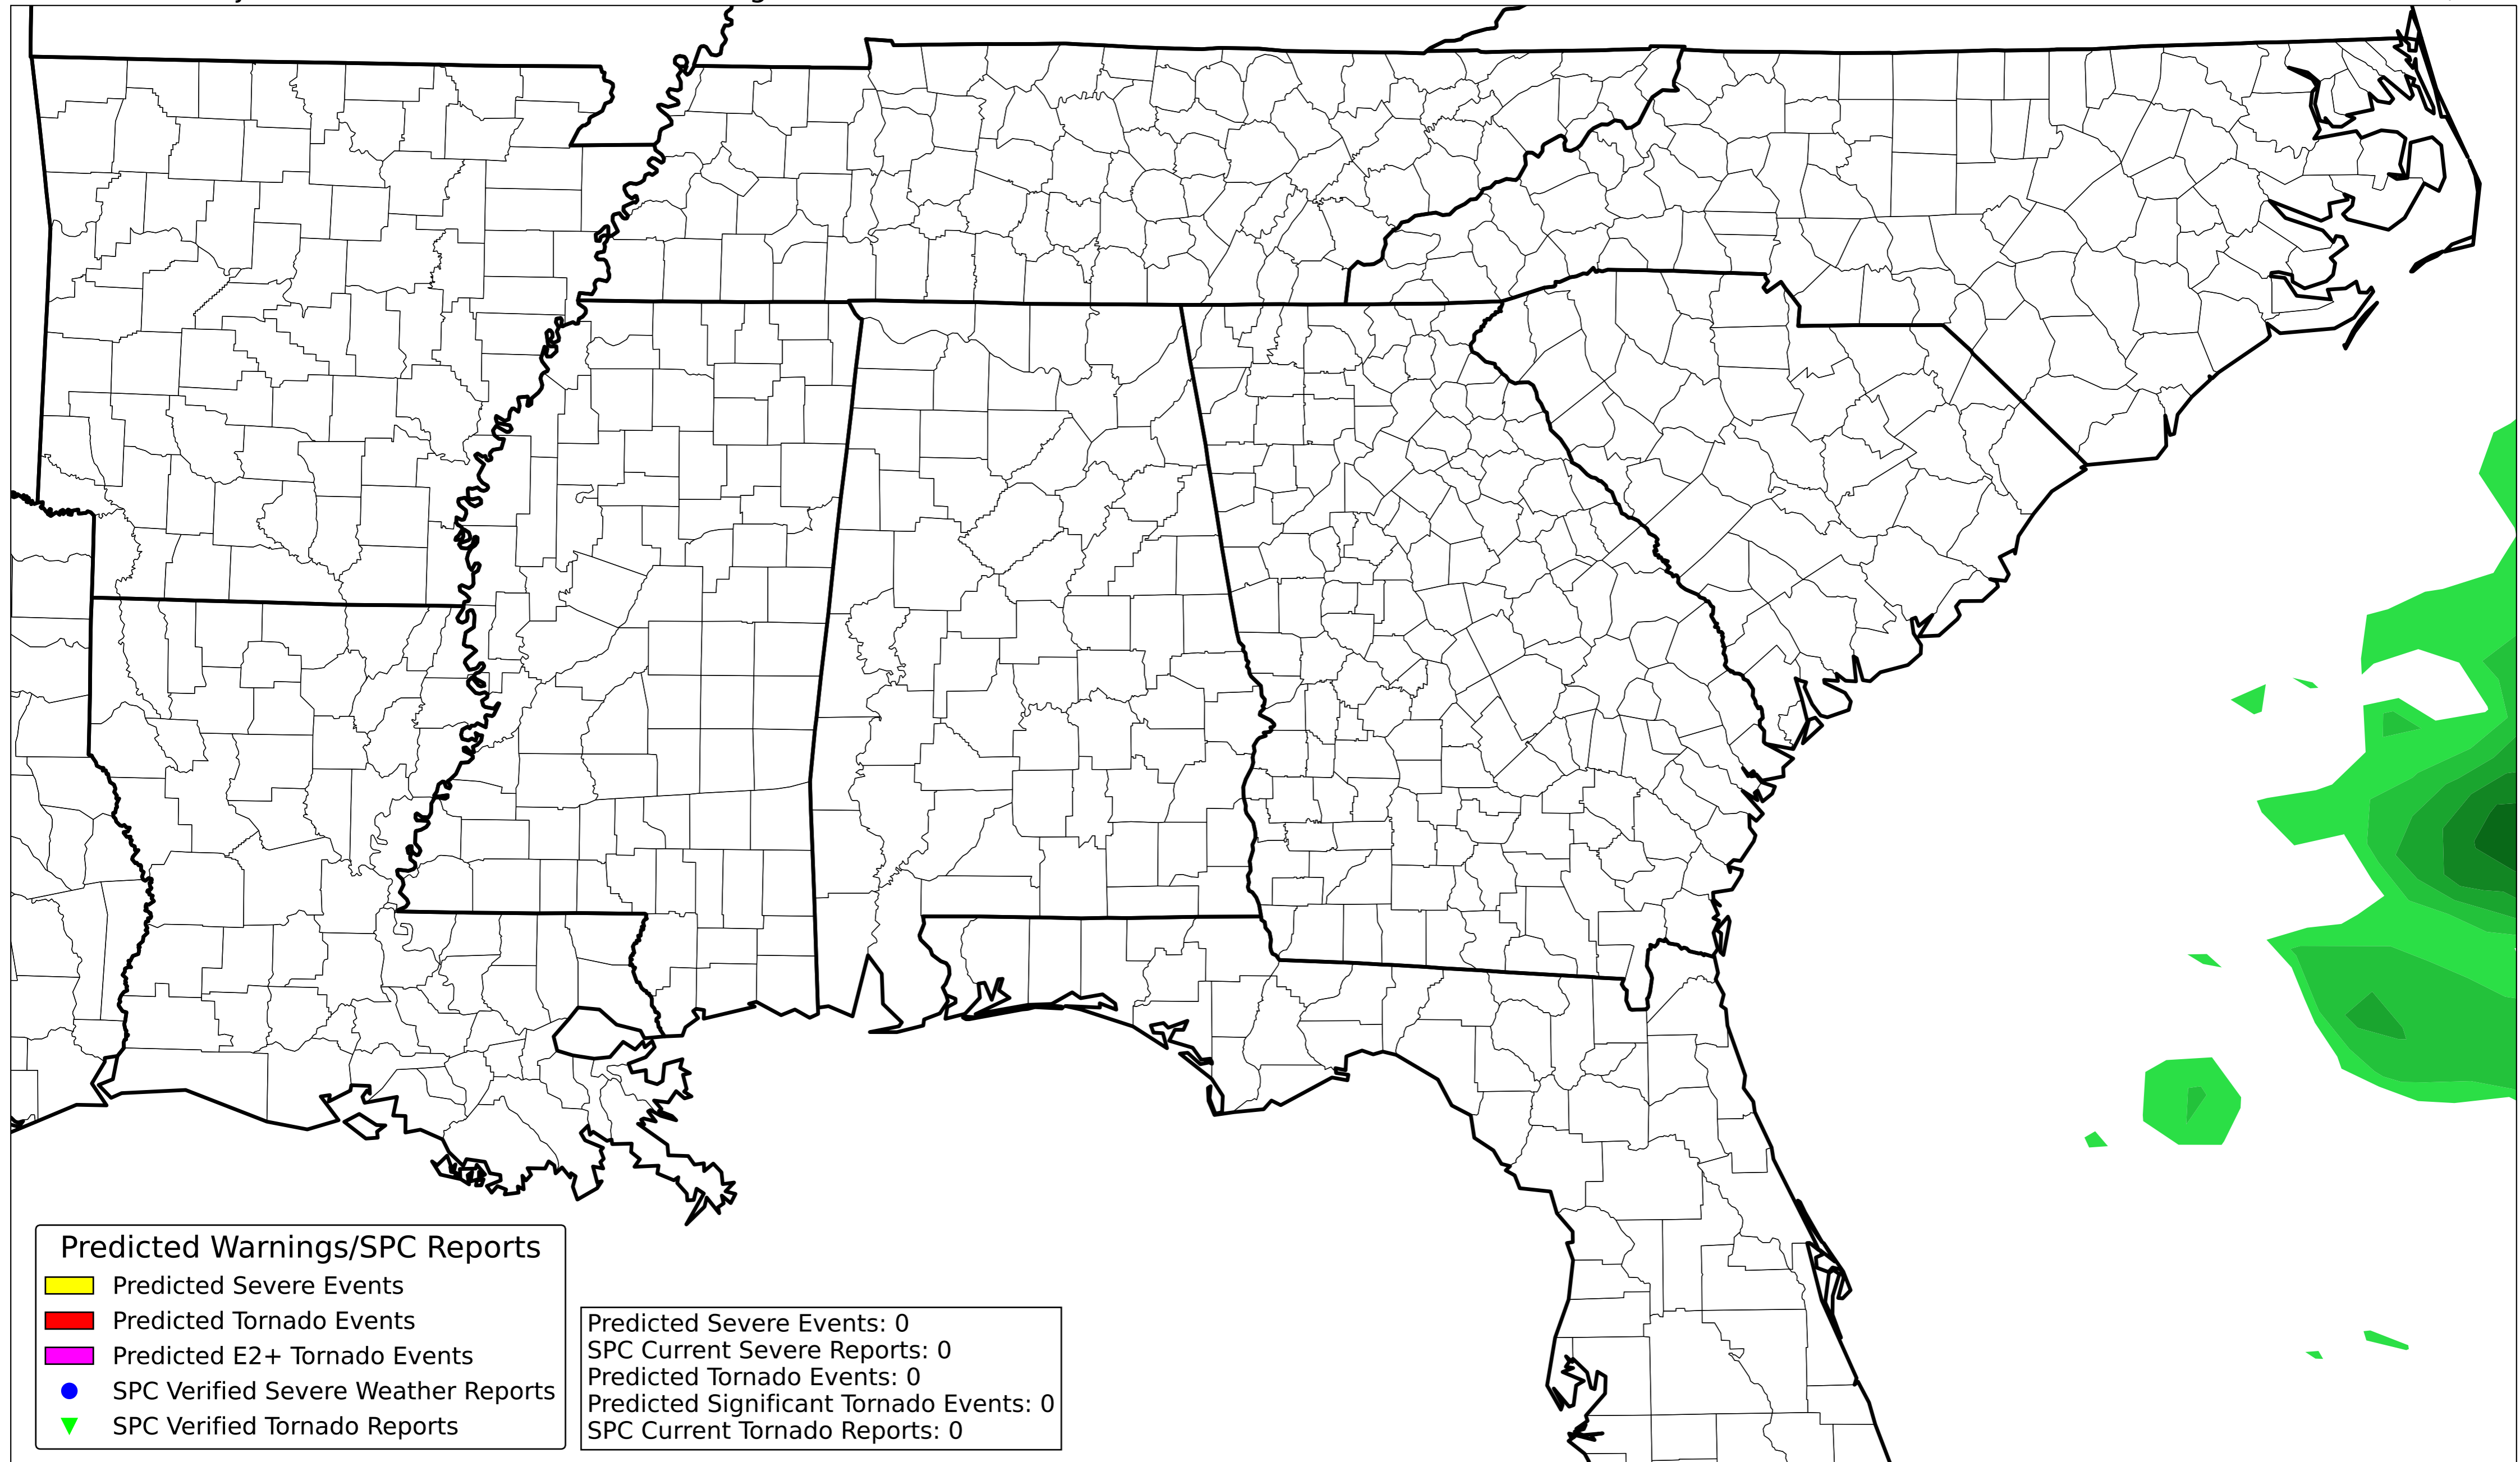 Predicted Warnings/SPC Reports
Predicted Severe Events
Predicted Tornado Events
Predicted E2+ Tornado Events
SPC Verified Severe Weather Reports
SPC Verified Tornado Reports
Predicted Severe Events: 0
SPC Current Severe Reports: 0
Predicted Tornado Events: 0
Predicted Significant Tornado Events: 0
SPC Current Tornado Reports: 0